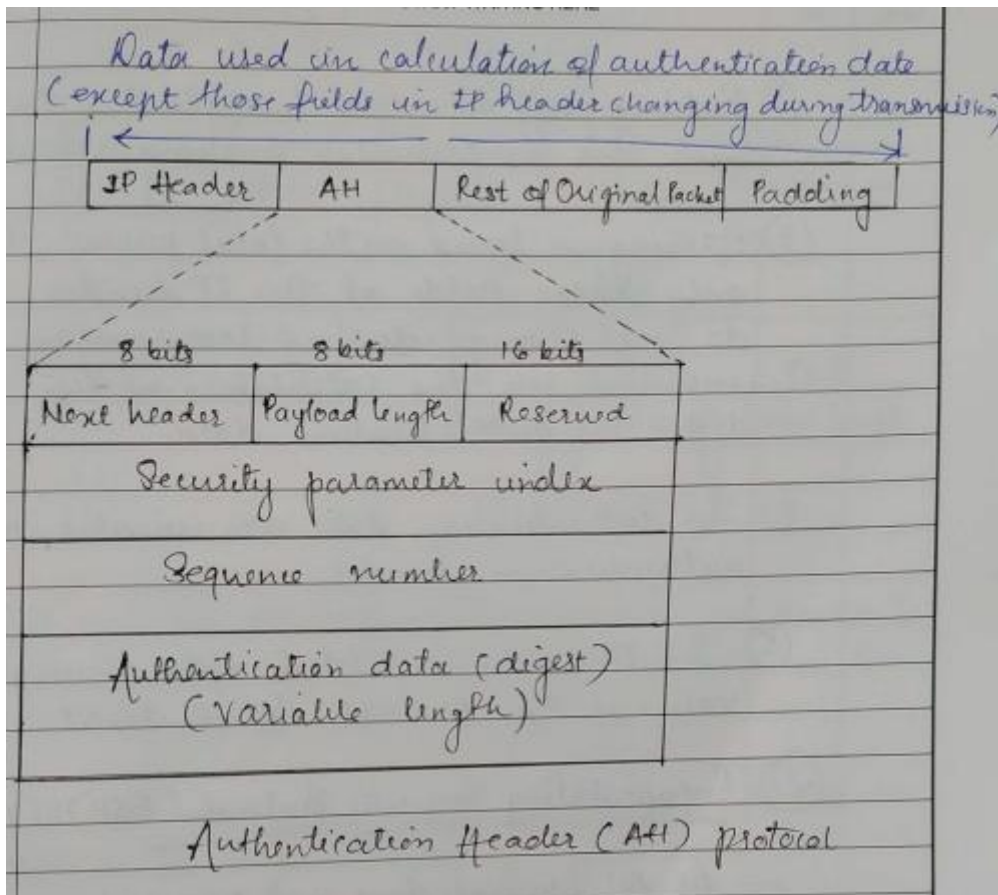 Data used in calculation of authentication date
(except those fields in IP header changing during transmission)
IP Header AH Rest of Original Packet Padding
8 bits 8 bits 16 bits
Next header Payload length Reserved
Security parameter index
Sequence number
Authentication data (digest)
(variable length)
Authentication Header (AH) protocol